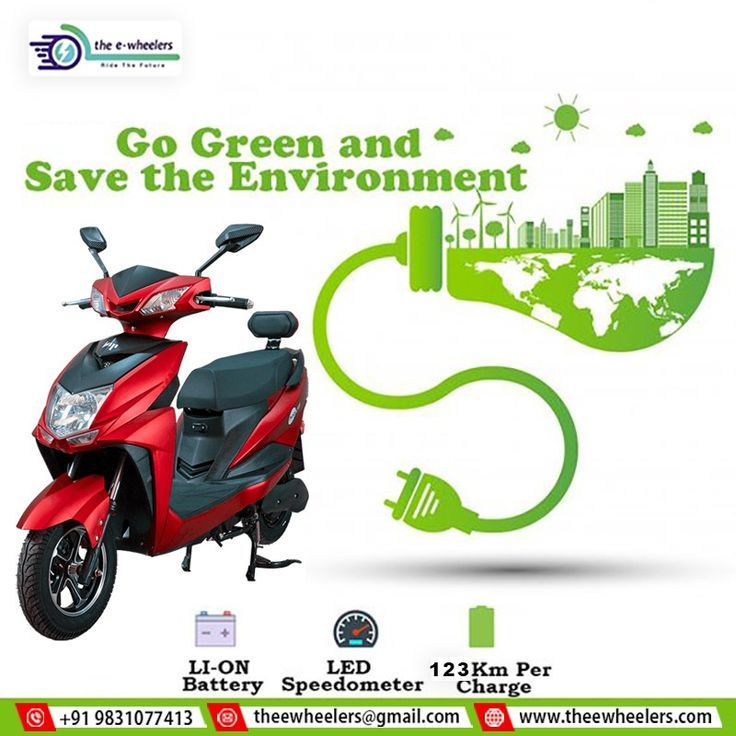 the e-wheelers
Ride The Future
Go Green and
Save the Environment
LI-ON
Battery
LED
Speedometer
123Km Per
Charge
+91 9831077413
theewheelers@gmail.com
www.theewheelers.com